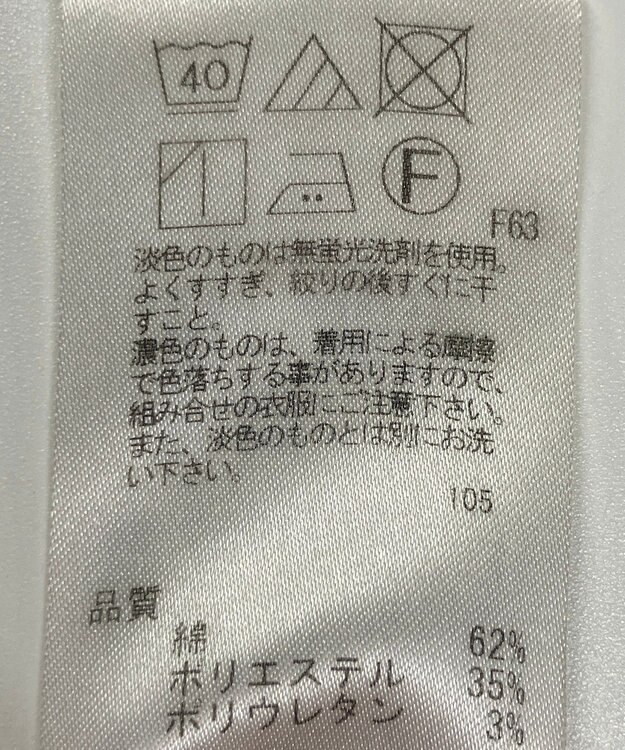 40
F
F63
淡色のものは無蛍光洗剤を使用。
よくすすぎ、絞りの後すぐに干
すこと。
濃色のものは、着用による摩擦
で色落ちする事がありますので、
組み合せの衣服にご注意下さい。
また、淡色のものとは別にお洗
い下さい。
105
品質
綿 62%
ポリエステル 35%
ポリウレタン 3%